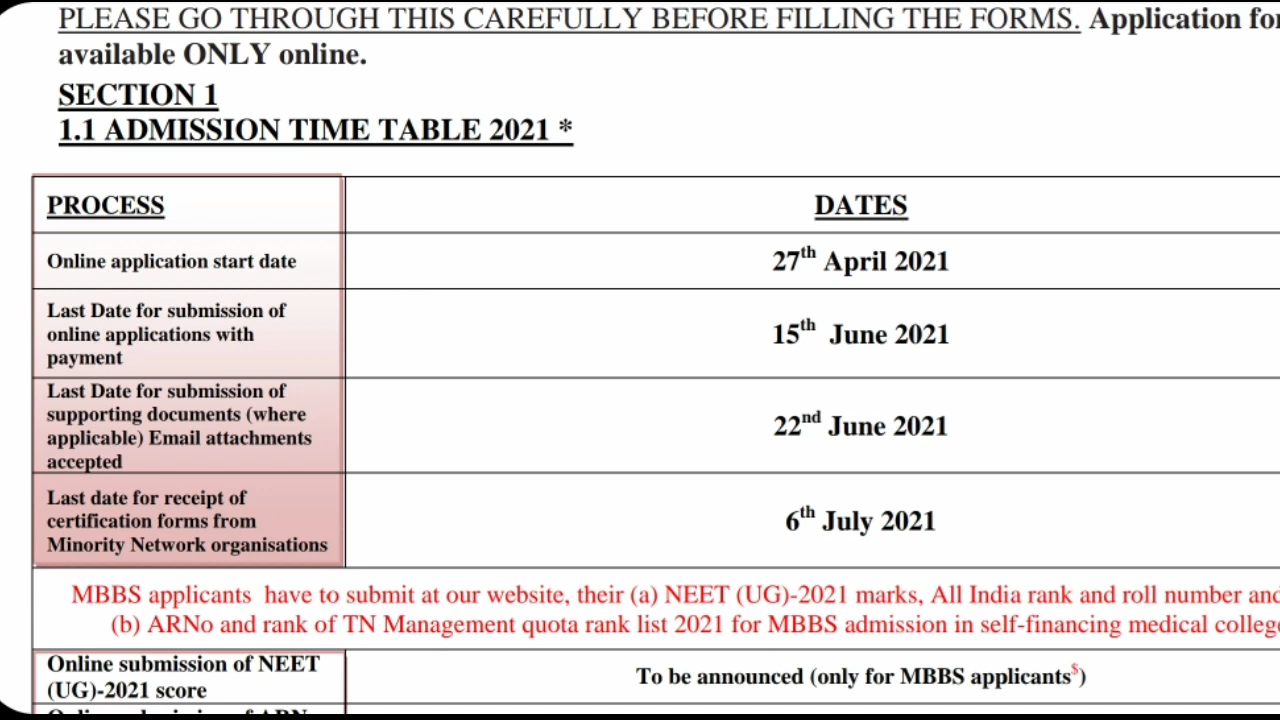 PLEASE GO THROUGH THIS CAREFULLY BEFORE FILLING THE FORMS. Application
available ONLY online.
SECTION 1
1.1 ADMISSION TIME TABLE 2021 *
PROCESS
DATES
Online application start date
27th April 2021
Last Date for submission of
online applications with
payment
15th June 2021
Last Date for submission of
supporting documents (where
applicable) Email attachments
accepted
22nd June 2021
Last date for receipt of
certification forms from
Minority Network organisations
6th July 2021
MBBS applicants have to submit at our website, their (a) NEET (UG)-2021 marks, All India rank and roll number and
(b) ARNo and rank of TN Management quota rank list 2021 for MBBS admission in self-financing medical
Online submission of NEET
(UG)-2021 score
To be announced (only for MBBS applicants$)